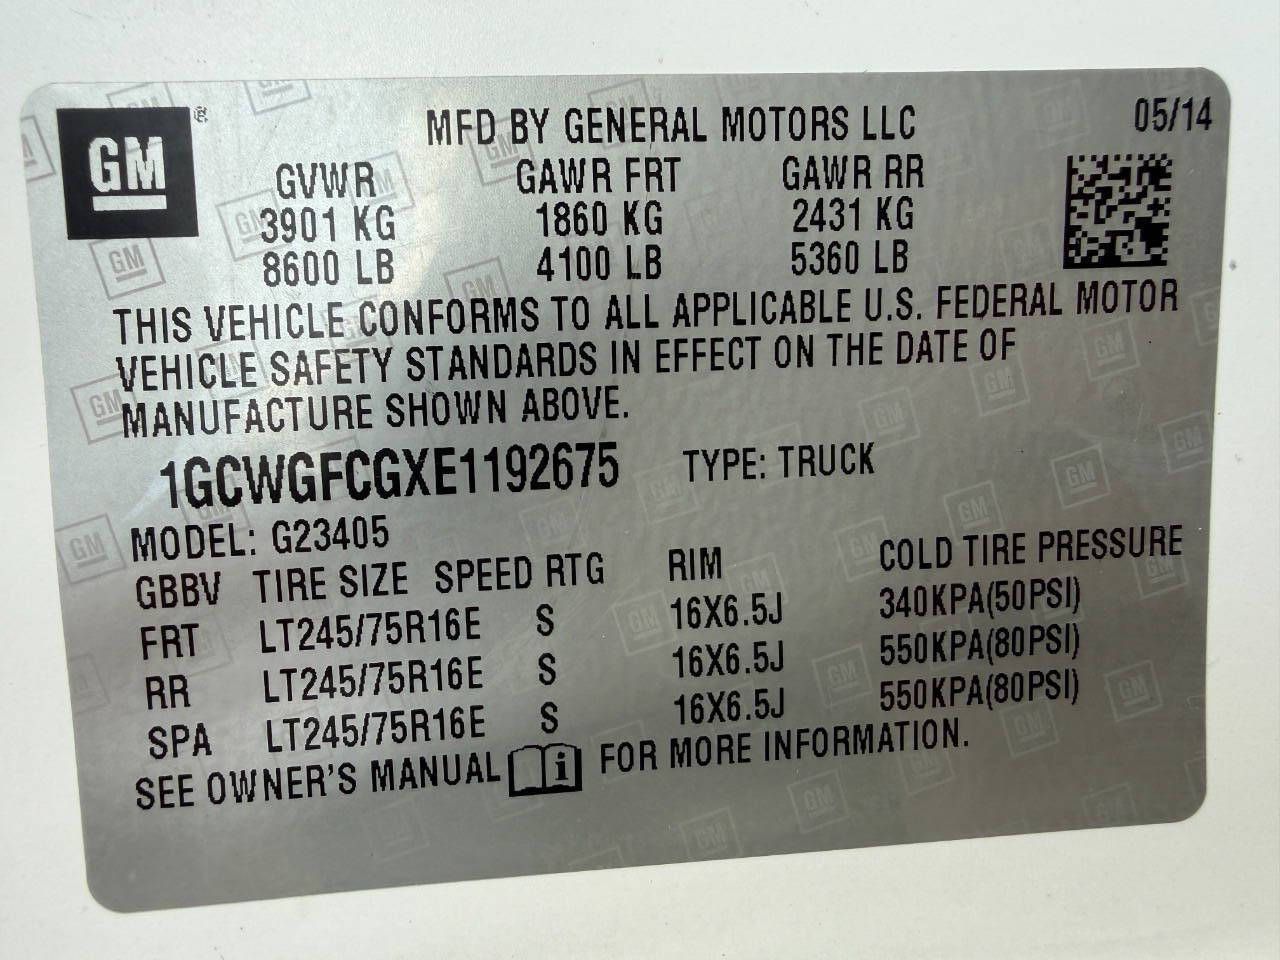 GM ® MFD BY GENERAL MOTORS LLC 05/14
GVWR GAWR FRT GAWR RR
3901 KG 1860 KG 2431 KG
8600 LB 4100 LB 5360 LB
THIS VEHICLE CONFORMS TO ALL APPLICABLE U.S. FEDERAL MOTOR
VEHICLE SAFETY STANDARDS IN EFFECT ON THE DATE OF
MANUFACTURE SHOWN ABOVE.
1GCWGFCGXE1192675 TYPE: TRUCK
MODEL: G23405
GBBV TIRE SIZE SPEED RTG RIM COLD TIRE PRESSURE
FRT LT245/75R16E S 16X6.5J 340KPA(50PSI)
RR LT245/75R16E S 16X6.5J 550KPA(80PSI)
SPA LT245/75R16E S 16X6.5J 550KPA(80PSI)
SEE OWNER'S MANUAL i FOR MORE INFORMATION.